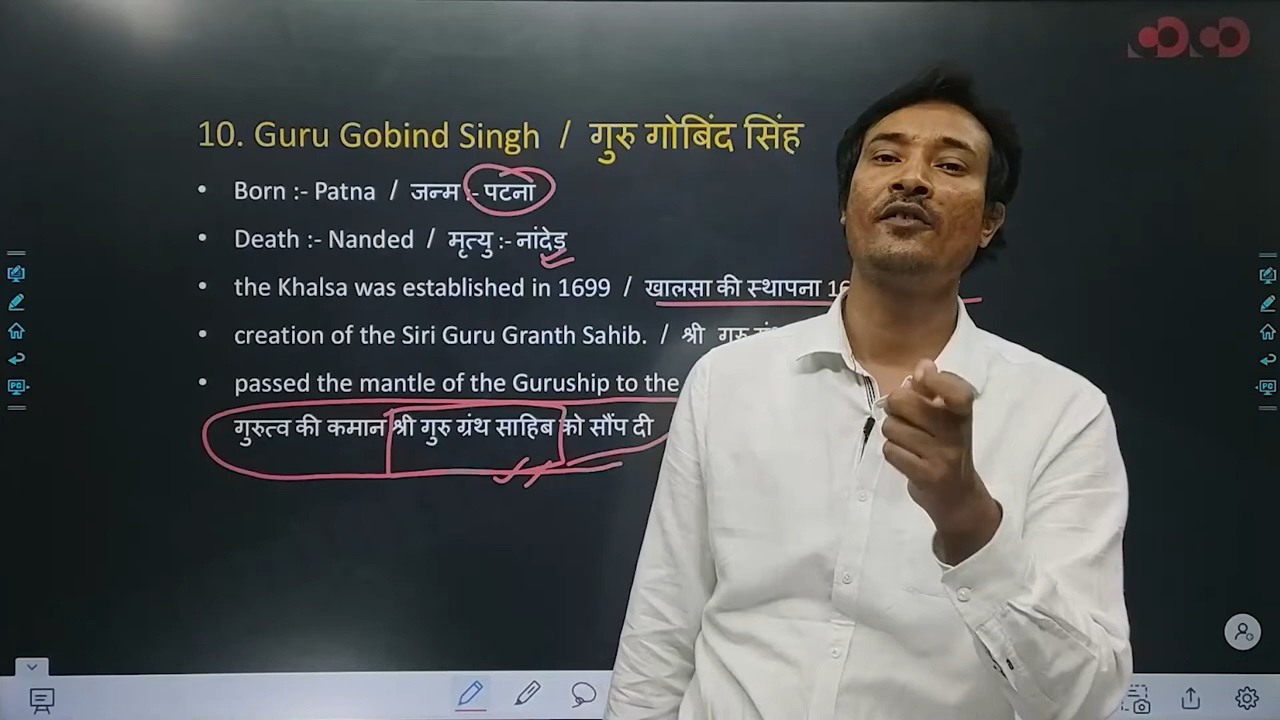 10. Guru Gobind Singh / गुरु गोबिंद सिंह
• Born :- Patna / जन्म :- पटना
• Death :- Nanded / मृत्यु :- नांदेड़
• the Khalsa was established in 1699 / खालसा की स्थापना
• creation of the Siri Guru Granth Sahib. / श्री गुरु
• passed the mantle of the Guruship to the
गुरुत्व की कमान श्री गुरु ग्रंथ साहिब को सौंप दी